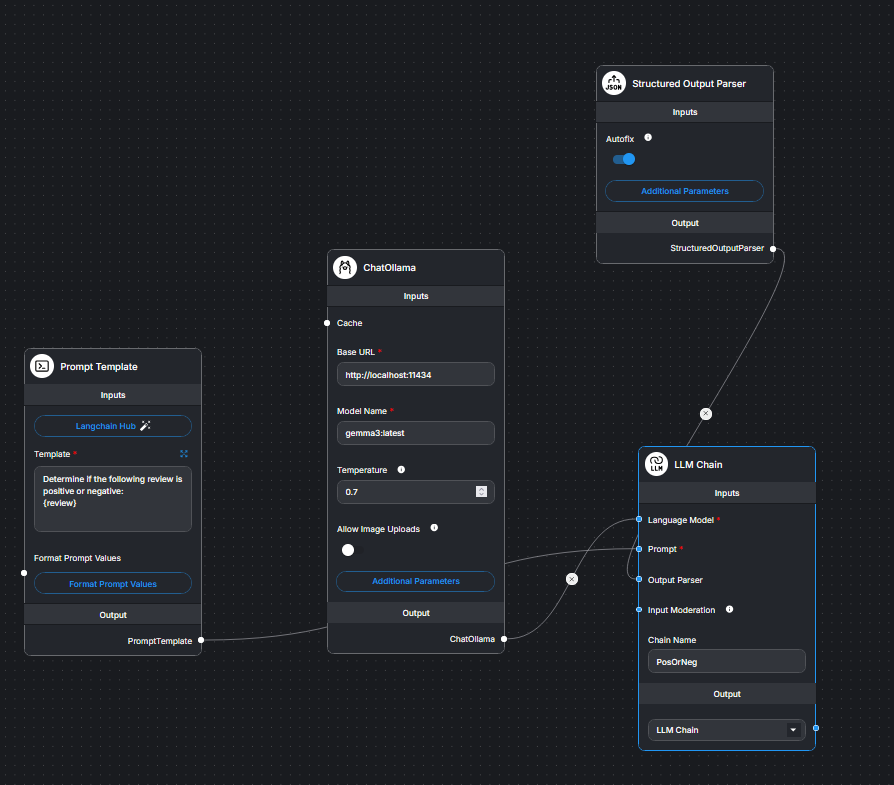 JSON
Structured Output Parser
Inputs
Autofix
Additional Parameters
Output
StructuredOutputParser
ChatOllama
Inputs
Cache
Base URL *
http://localhost:11434
Model Name *
gemma3:latest
Temperature
0.7
Allow Image Uploads
Additional Parameters
Output
ChatOllama
Prompt Template
Inputs
Langchain Hub
Template *
Determine if the following review is
positive or negative:
{review}
Format Prompt Values
Format Prompt Values
Output
PromptTemplate
LLM
LLM Chain
Inputs
Language Model *
Prompt *
Output Parser
Input Moderation
Chain Name
PosOrNeg
Output
LLM Chain